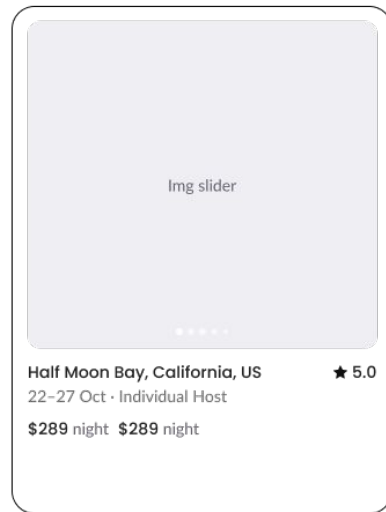 Img slider
Half Moon Bay, California, US ★ 5.0
22–27 Oct · Individual Host
$289 night $289 night